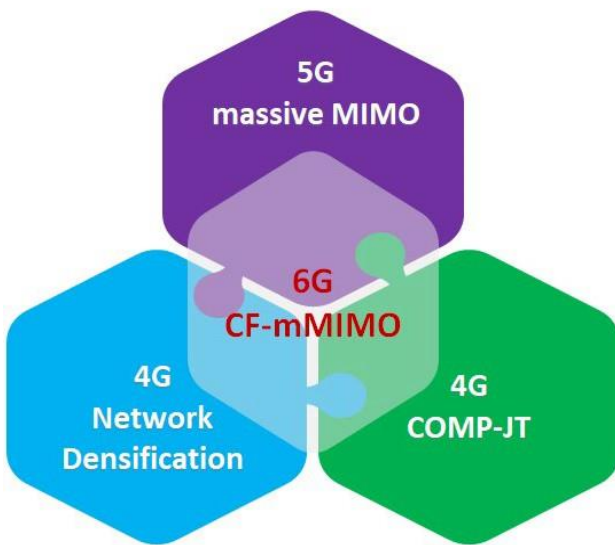 5G
massive MIMO
6G
CF-mMIMO
4G
Network
Densification
4G
COMP-JT